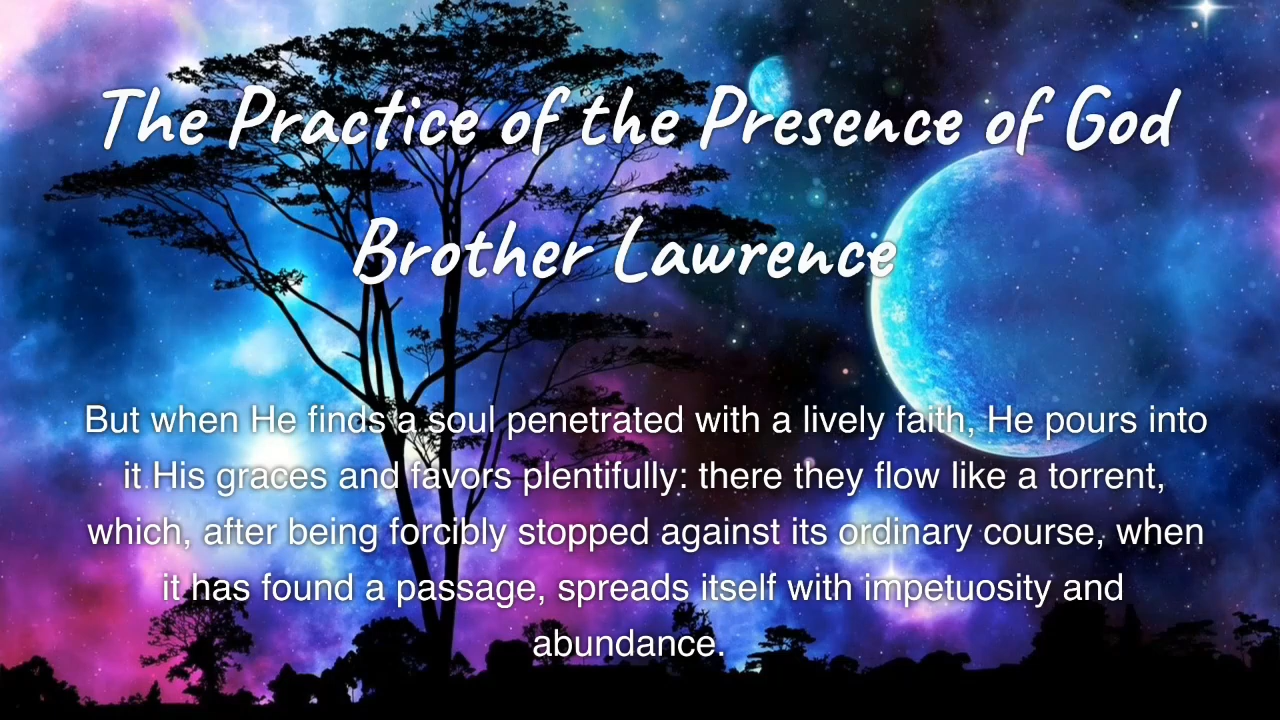 The Practice of the Presence of God
Brother Lawrence
But when He finds a soul penetrated with a lively faith, He pours into
it His graces and favors plentifully: there they flow like a torrent,
which, after being forcibly stopped against its ordinary course, when
it has found a passage, spreads itself with impetuosity and
abundance.